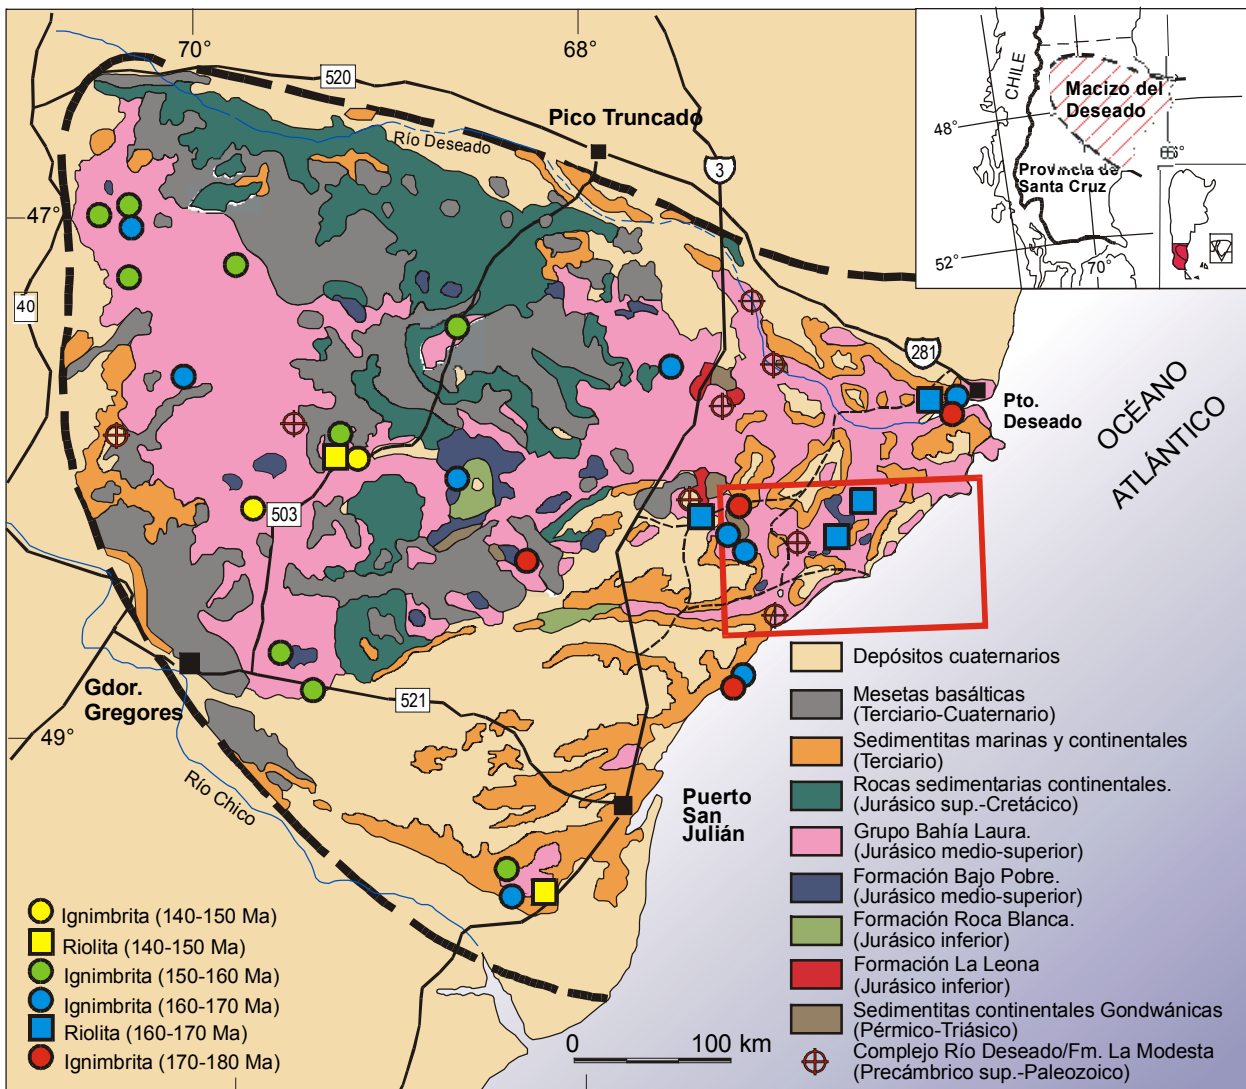 70°
68°
520
Pico Truncado
Río Deseado
3
47°
40
281
Pto.
Deseado
OCÉANO
ATLÁNTICO
503
Gdor.
Gregores
521
49°
Río Chico
Puerto
San
Julián
CHILE
Macizo del
Deseado
48°
Provincia de
Santa Cruz
52°
70°
Depósitos cuaternarios
Mesetas basálticas
(Terciario-Cuaternario)
Sedimentitas marinas y continentales
(Terciario)
Rocas sedimentarias continentales.
(Jurásico sup.-Cretácico)
Grupo Bahía Laura.
(Jurásico medio-superior)
Formación Bajo Pobre.
(Jurásico medio-superior)
Formación Roca Blanca.
(Jurásico inferior)
Formación La Leona
(Jurásico inferior)
Sedimentitas continentales Gondwánicas
(Pérmico-Triásico)
Complejo Río Deseado/Fm. La Modesta
(Precámbrico sup.-Paleozoico)
Ignimbrita (140-150 Ma)
Riolita (140-150 Ma)
Ignimbrita (150-160 Ma)
Ignimbrita (160-170 Ma)
Riolita (160-170 Ma)
Ignimbrita (170-180 Ma)
0 100 km